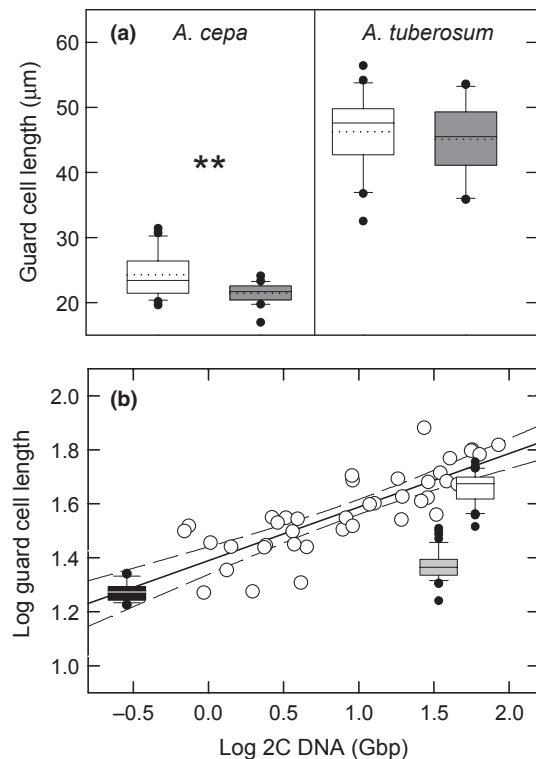 (a) A. cepa A. tuberosum
60
50
40
30
20
**
Guard cell length (μm)
(b)
2.0
1.8
1.6
1.4
1.2
1.0
Log guard cell length
–0.5 0.0 0.5 1.0 1.5 2.0
Log 2C DNA (Gbp)